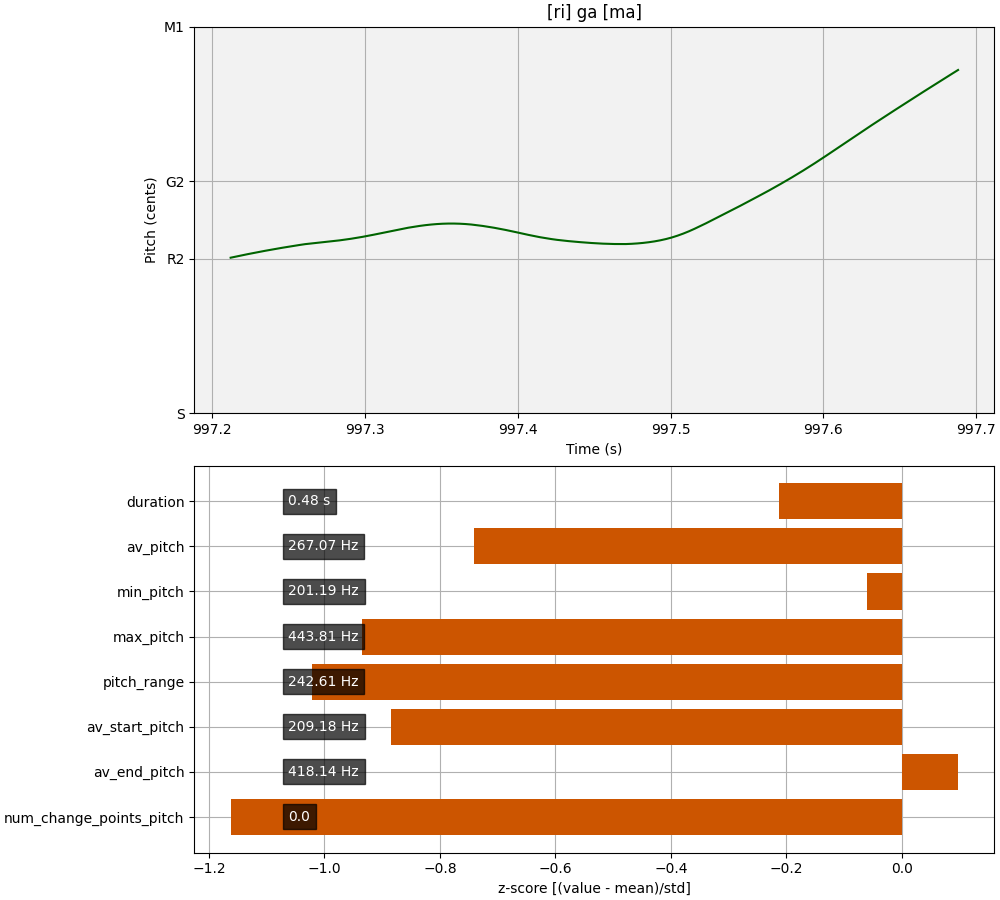 [ri] ga [ma]
M1
G2
R2
S
Pitch (cents)
997.2 997.3 997.4 997.5 997.6 997.7
Time (s)
duration 0.48 s
av_pitch 267.07 Hz
min_pitch 201.19 Hz
max_pitch 443.81 Hz
pitch_range 242.61 Hz
av_start_pitch 209.18 Hz
av_end_pitch 418.14 Hz
num_change_points_pitch 0.0
−1.2 −1.0 −0.8 −0.6 −0.4 −0.2 0.0
z-score [(value - mean)/std]